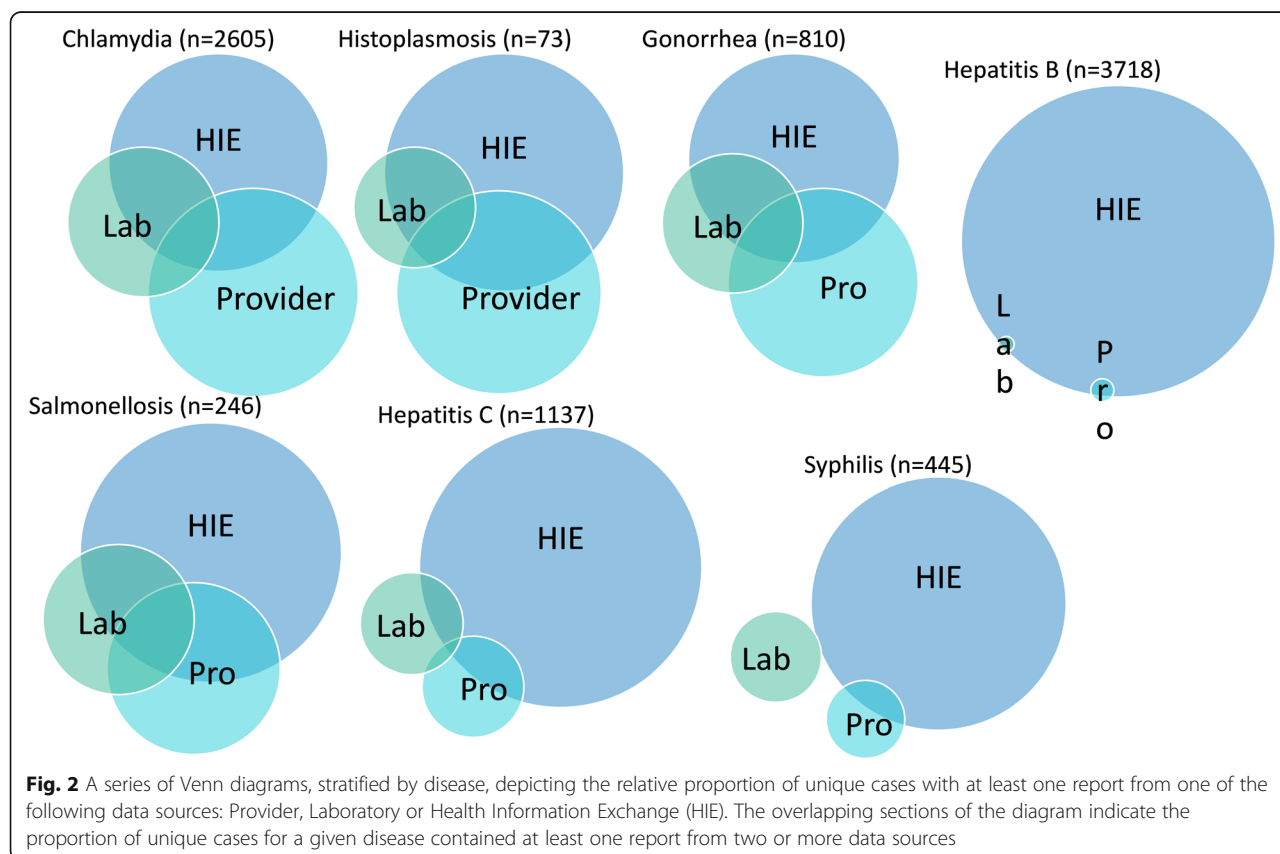 Chlamydia (n=2605)
HIE
Lab
Provider
Histoplasmosis (n=73)
HIE
Lab
Provider
Gonorrhea (n=810)
HIE
Lab
Pro
Hepatitis B (n=3718)
HIE
L
a
b
P
r
o
Salmonellosis (n=246)
HIE
Lab
Pro
Hepatitis C (n=1137)
HIE
Lab
Pro
Syphilis (n=445)
HIE
Lab
Pro
Fig. 2 A series of Venn diagrams, stratified by disease, depicting the relative proportion of unique cases with at least one report from one of the
following data sources: Provider, Laboratory or Health Information Exchange (HIE). The overlapping sections of the diagram indicate the
proportion of unique cases for a given disease contained at least one report from two or more data sources